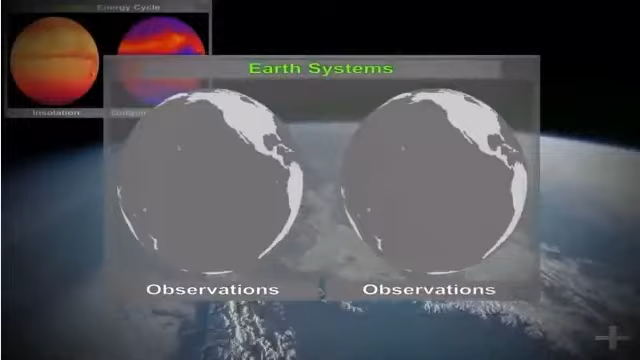 Energy Cycle
Earth Systems
Insolation
Observations
Observations